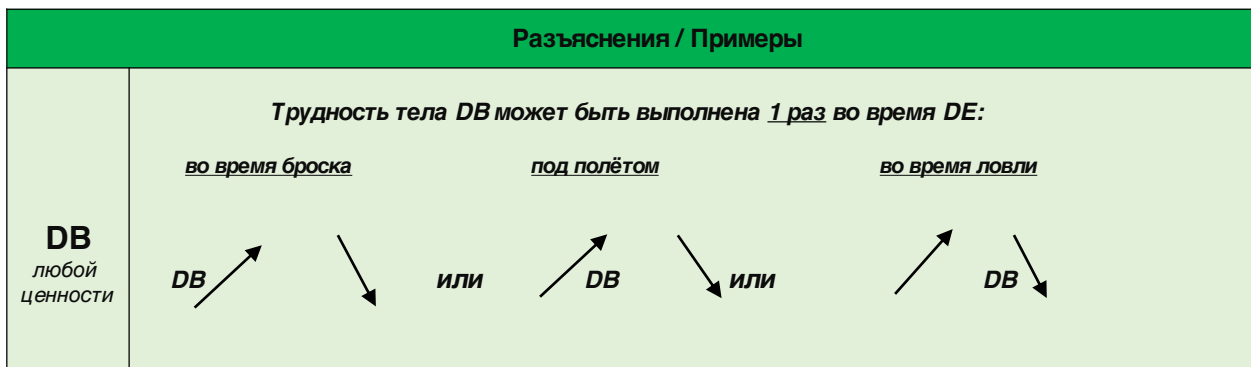 Разъяснения / Примеры
Трудность тела DB может быть выполнена 1 раз во время DE:
во время броска под полётом во время ловли
DB
любой
ценности
DB или DB или DB